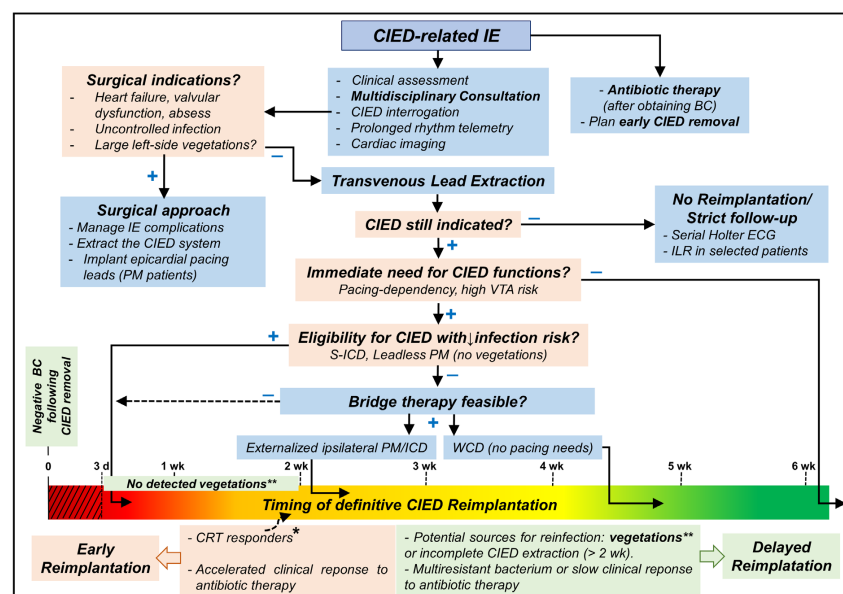 CIED-related IE
Surgical indications?
- Heart failure, valvular
dysfunction, absess
- Uncontrolled infection
- Large left-side vegetations?
- Clinical assessment
- Multidisciplinary Consultation
- CIED interrogation
- Prolonged rhythm telemetry
- Cardiac imaging
- Antibiotic therapy
(after obtaining BC)
- Plan early CIED removal
+
–
Transvenous Lead Extraction
Surgical approach
- Manage IE complications
- Extract the CIED system
- Implant epicardial pacing
leads (PM patients)
CIED still indicated?
–
+
No Reimplantation/
Strict follow-up
- Serial Holter ECG
- ILR in selected patients
Immediate need for CIED functions?
Pacing-dependency, high VTA risk
–
+
Eligibility for CIED with↓infection risk?
S-ICD, Leadless PM (no vegetations)
+
–
Bridge therapy feasible?
–
+
Externalized ipsilateral PM/ICD
WCD (no pacing needs)
Negative BC
following
CIED removal
0 3 d 1 wk 2 wk 3 wk 4 wk 5 wk 6 wk
No detected vegetations**
Timing of definitive CIED Reimplantation
Early
Reimplantation
- CRT responders*
- Accelerated clinical reponse to
antibiotic therapy
- Potential sources for reinfection: vegetations**
or incomplete CIED extraction (> 2 wk).
- Multiresistant bacterium or slow clinical reponse
to antibiotic therapy
Delayed
Reimplatation